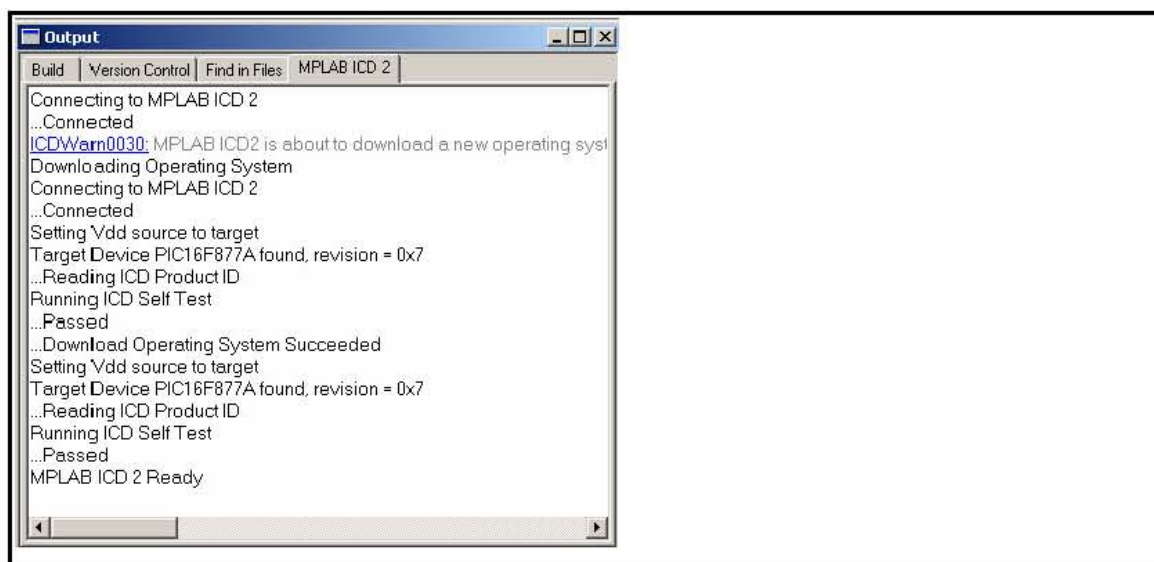 Output
Build Version Control Find in Files MPLAB ICD 2
Connecting to MPLAB ICD 2
...Connected
ICDWarn0030: MPLAB ICD2 is about to download a new operating syst
Downloading Operating System
Connecting to MPLAB ICD 2
...Connected
Setting Vdd source to target
Target Device PIC16F877A found, revision = 0x7
...Reading ICD Product ID
Running ICD Self Test
...Passed
...Download Operating System Succeeded
Setting Vdd source to target
Target Device PIC16F877A found, revision = 0x7
...Reading ICD Product ID
Running ICD Self Test
...Passed
MPLAB ICD 2 Ready